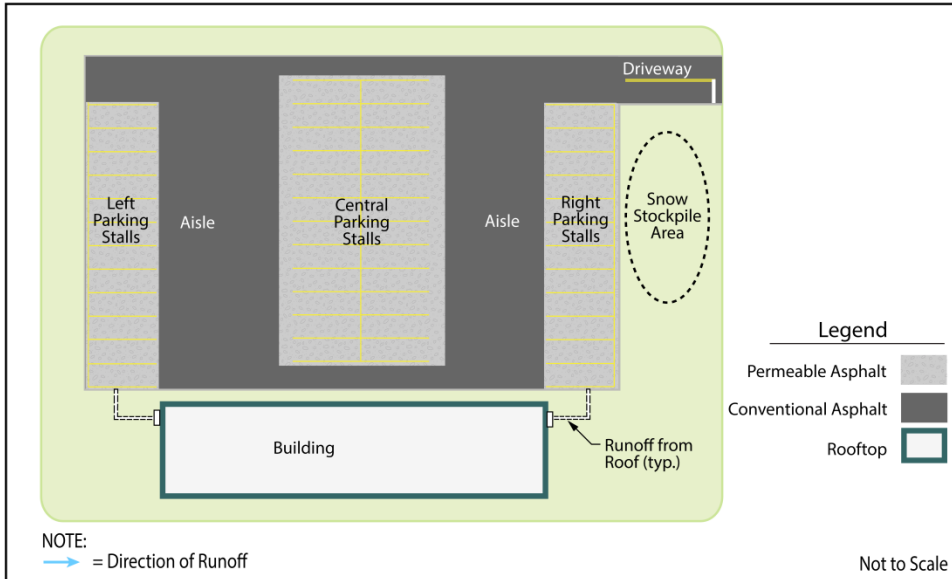 Driveway
Left
Parking
Stalls
Aisle
Central
Parking
Stalls
Aisle
Right
Parking
Stalls
Snow
Stockpile
Area
Legend
Permeable Asphalt
Conventional Asphalt
Rooftop
Building
Runoff from
Roof (typ.)
NOTE:
= Direction of Runoff
Not to Scale